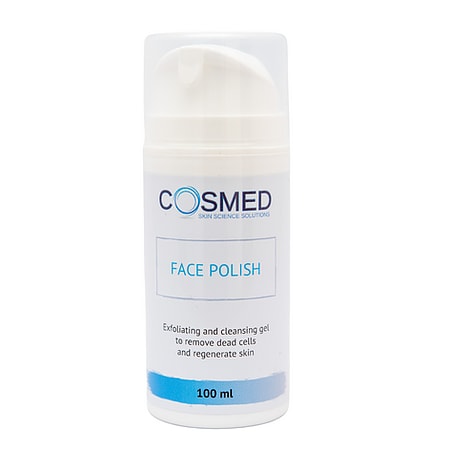 COSMED
SKIN SCIENCE SOLUTIONS
FACE POLISH
Exfoliating and cleansing gel
to remove dead cells
and regenerate skin
100 ml